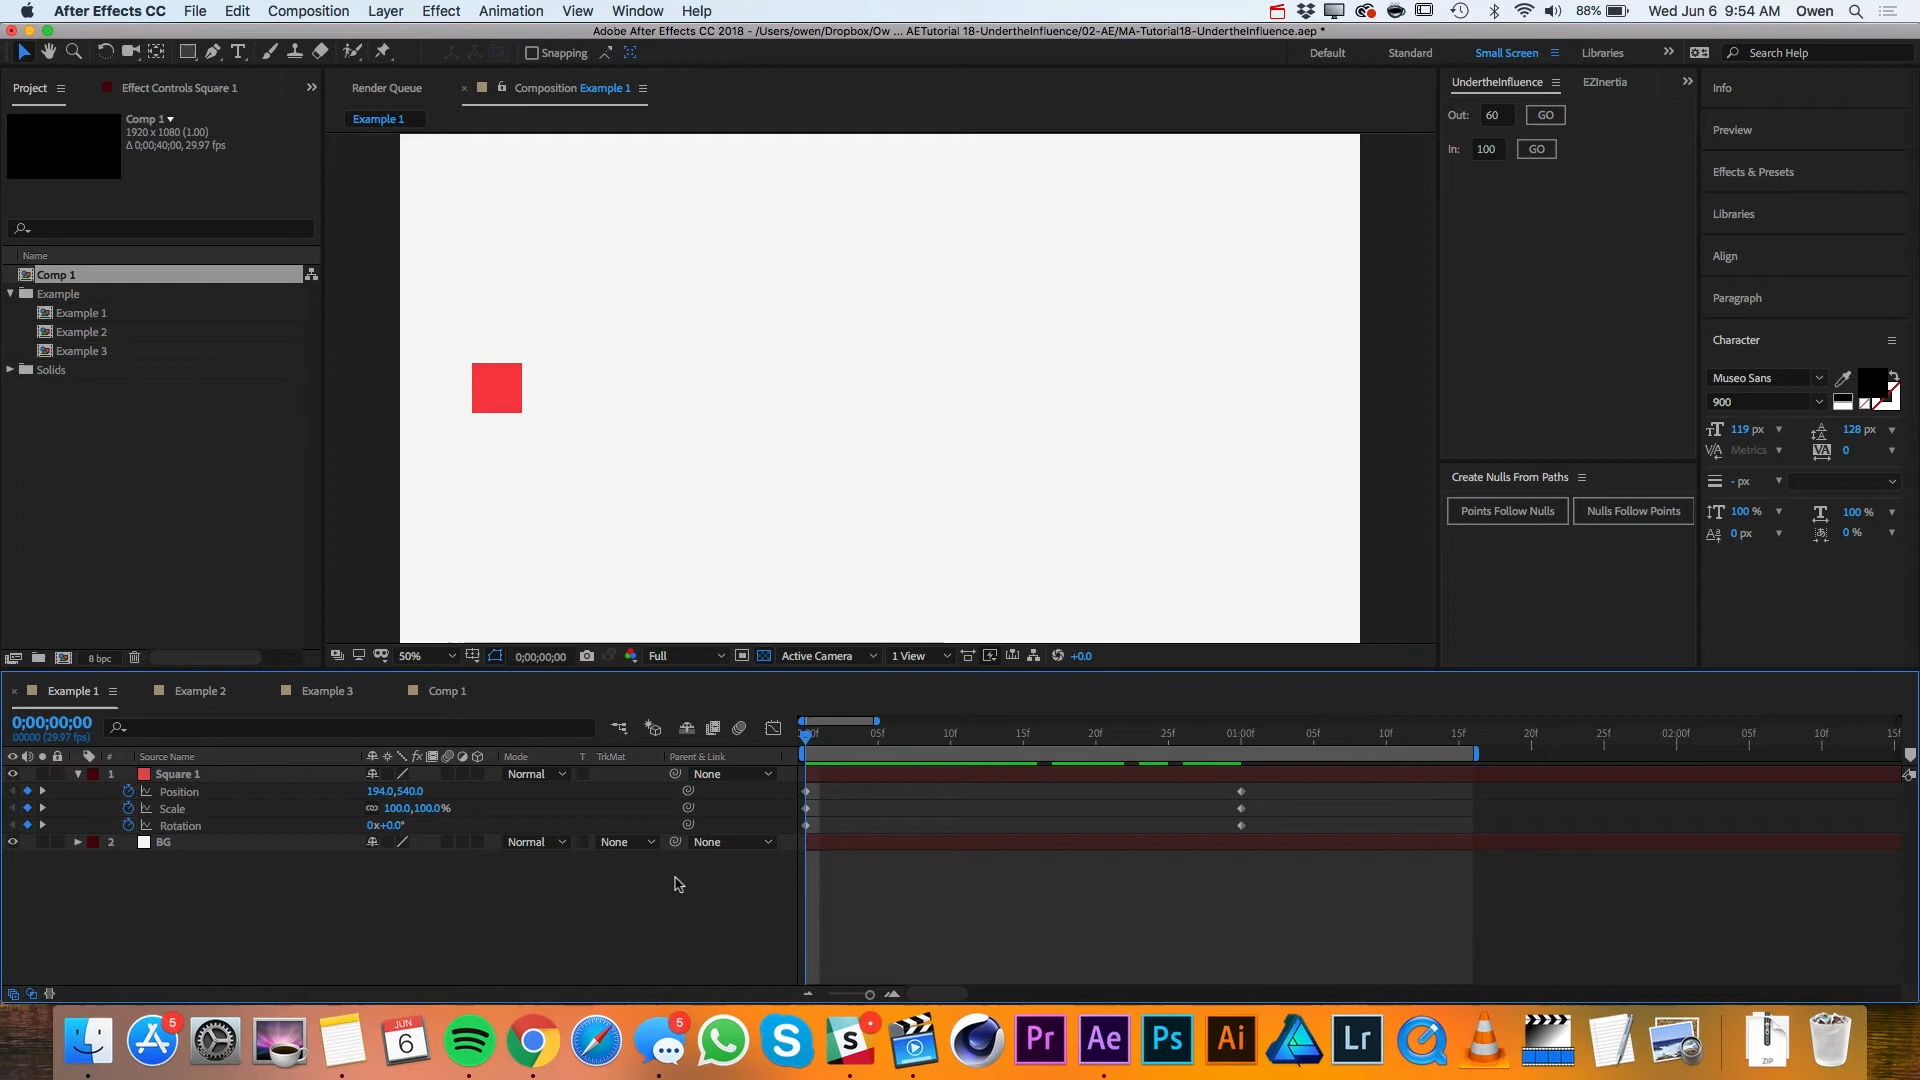 After Effects CC File Edit Composition Layer Effect Animation View Window Help 88% Wed Jun 6 9:54 AM Owen
Adobe After Effects CC 2018 - /Users/owen/Dropbox/Ow ... AETutorial 18-UndertheInfluence/02-AE/MA-Tutorial18-UndertheInfluence.aep *
Snapping Default Standard Small Screen Libraries Search Help
Project Effect Controls Square 1 Render Queue Composition Example 1 UndertheInfluence EZInertia Info
Example 1
Comp 1
1920 x 1080 (1.00)
Δ 0;00;40;00, 29.97 fps
Out: 60 GO
In: 100 GO
Preview
Effects & Presets
Libraries
Align
Paragraph
Character
Museo Sans
900
119 px 128 px
Metrics 0
- px
100 % 100 %
0 px 0 %
Name
Comp 1
Example
Example 1
Example 2
Example 3
Solids
Create Nulls From Paths
Points Follow Nulls Nulls Follow Points
8 bpc
50% 0;00;00;00 Full Active Camera 1 View +0.0
Example 1 Example 2 Example 3 Comp 1
0;00;00;00
00000 (29.97 fps)
:00f 05f 10f 15f 20f 25f 01:00f 05f 10f 15f 20f 25f 02:00f 05f 10f 15f
# Source Name Mode T TrkMat Parent & Link
1 Square 1 Normal None
Position 194.0,540.0
Scale 100.0,100.0%
Rotation 0x+0.0°
2 BG Normal None None
5 JUN 6 5 S S Pr Ae Ps Ai Lr ZIP